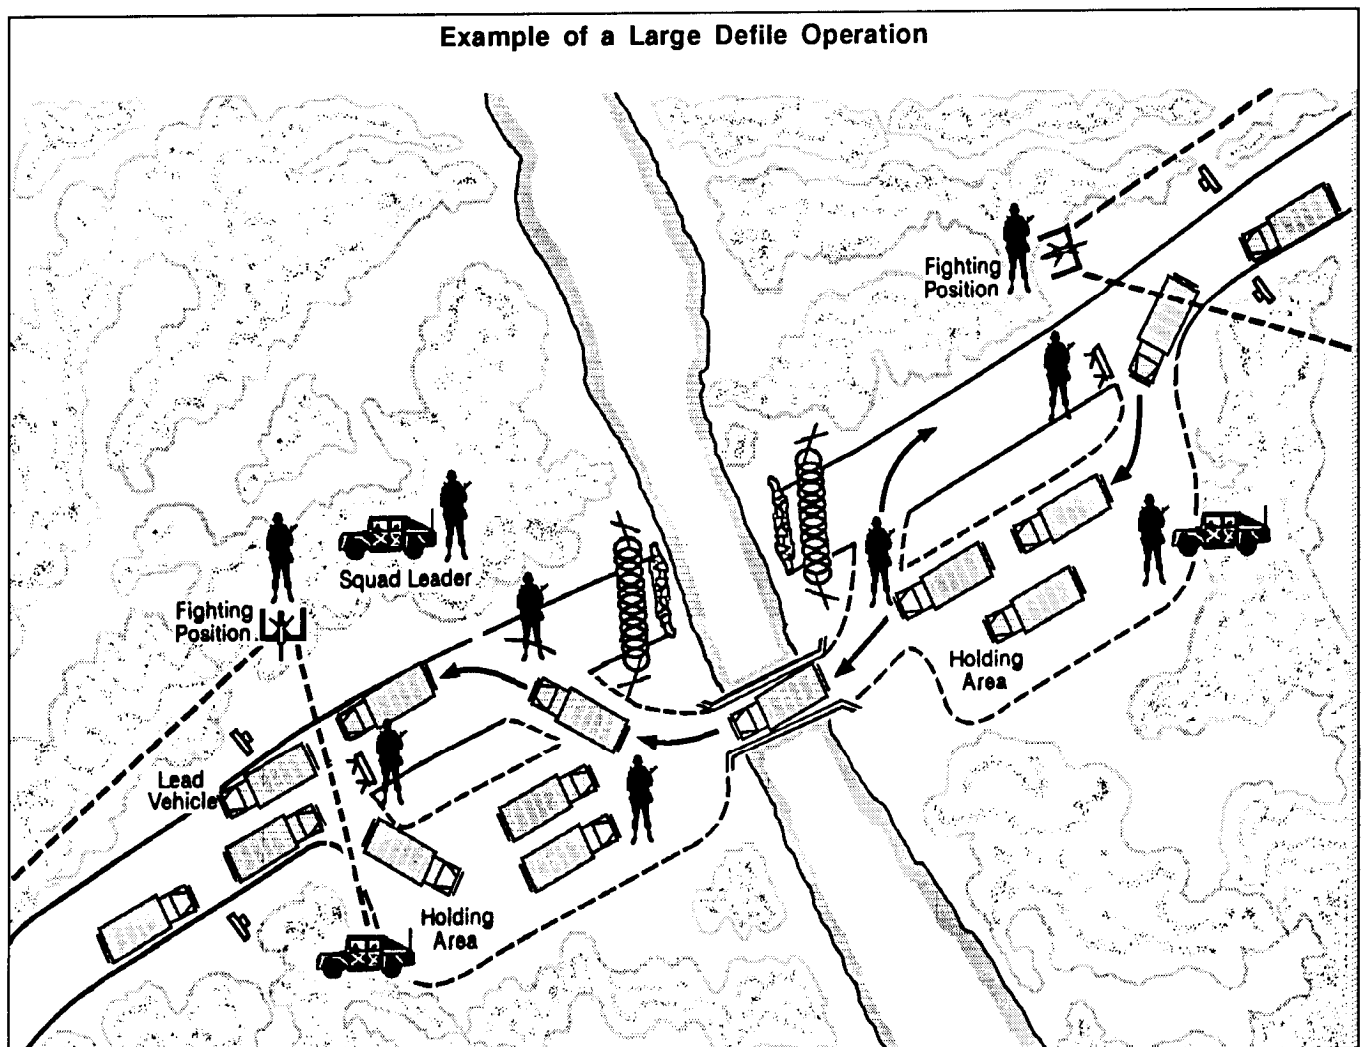 Example of a Large Defile Operation
Fighting
Position
Squad Leader
Fighting
Position
Holding
Area
Lead
Vehicle
Holding
Area